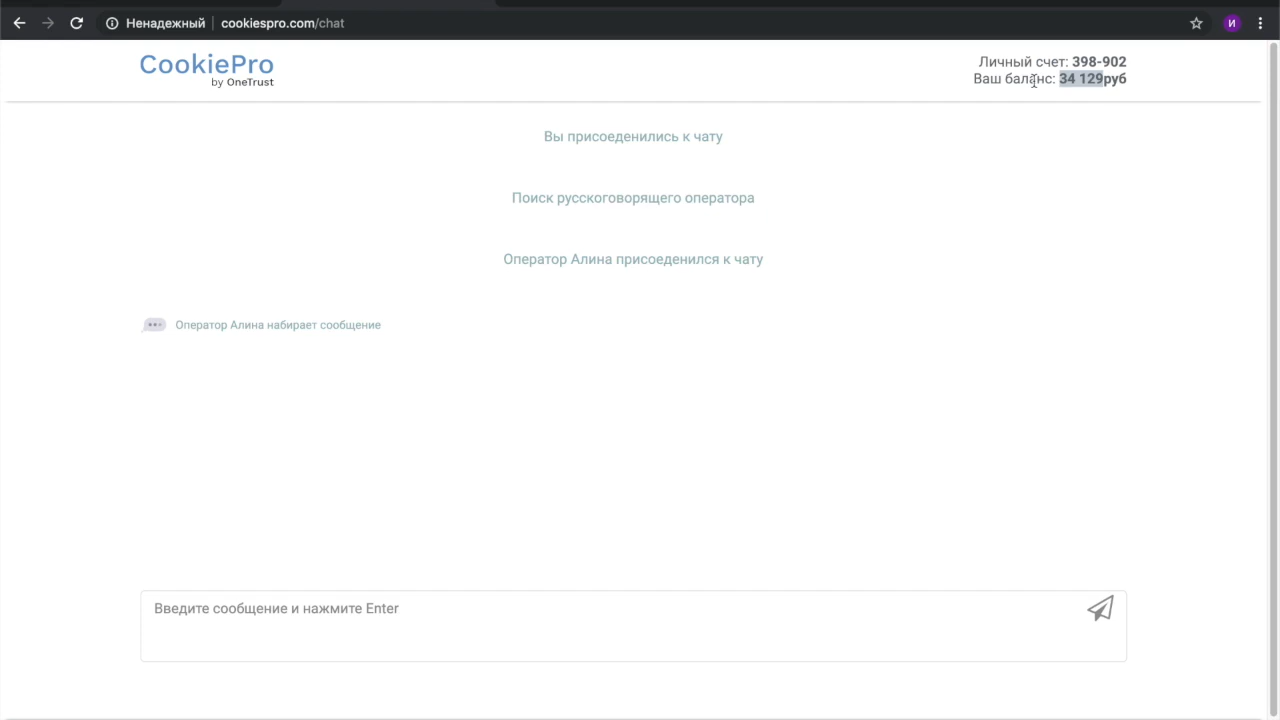 Ненадежный | cookiespro.com/chat
И
CookiePro
by OneTrust
Личный счет: 398-902
Ваш баланс: 34 129руб
Вы присоеденились к чату
Поиск русскоговорящего оператора
Оператор Алина присоеденился к чату
Оператор Алина набирает сообщение
Введите сообщение и нажмите Enter